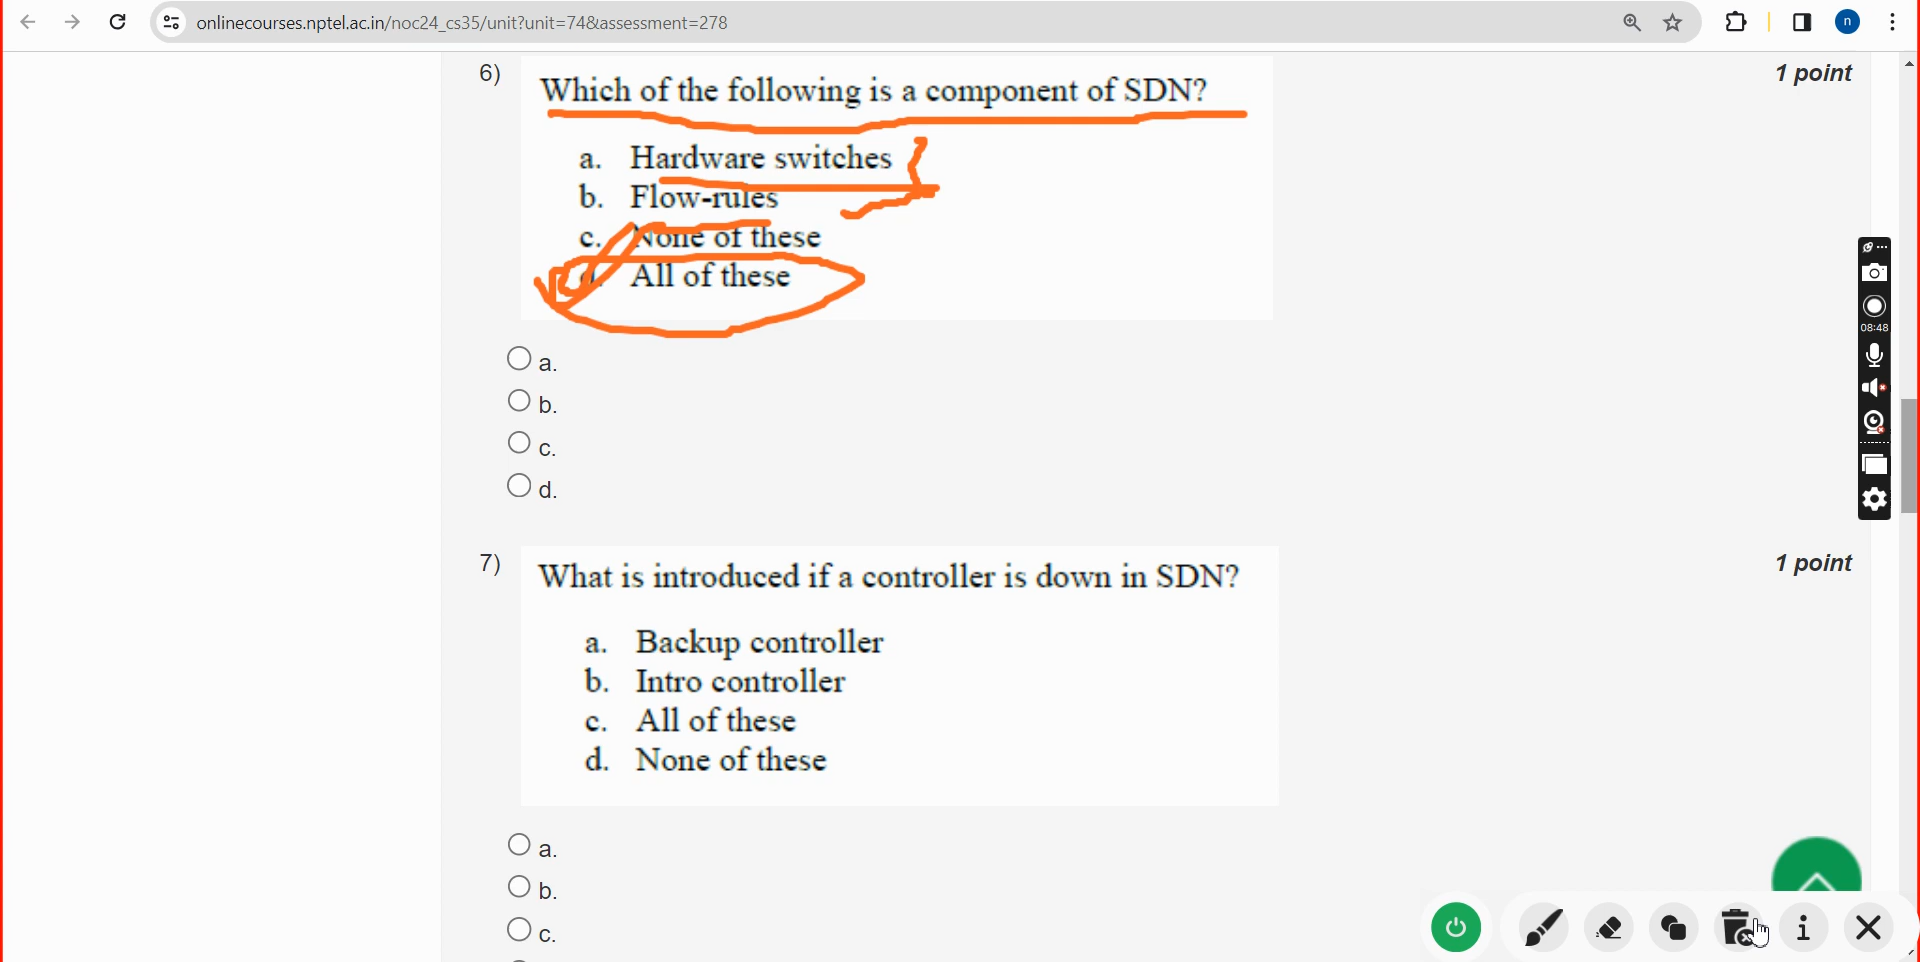 onlinecourses.nptel.ac.in/noc24_cs35/unit?unit=74&assessment=278
n
6)
Which of the following is a component of SDN?
1 point
a. Hardware switches
b. Flow-rules
c. None of these
d. All of these
a.
b.
c.
d.
08:48
7)
What is introduced if a controller is down in SDN?
1 point
a. Backup controller
b. Intro controller
c. All of these
d. None of these
a.
b.
c.